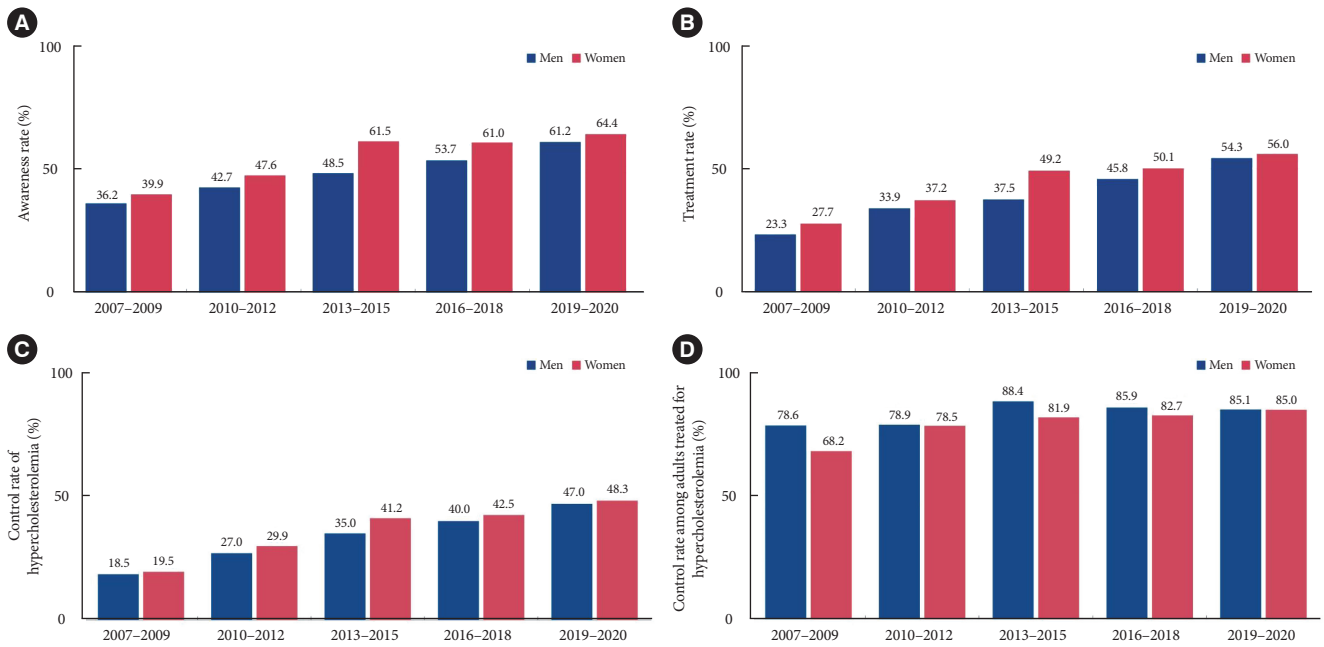 A
100
Men Women
Awareness rate (%)
61.5 61.0 61.2 64.4
53.7
47.6 48.5
50
42.7
36.2 39.9
0
2007–2009 2010–2012 2013–2015 2016–2018 2019–2020
B
100
Men Women
Treatment rate (%)
54.3 56.0
49.2 50.1
50
45.8
33.9 37.2 37.5
23.3 27.7
0
2007–2009 2010–2012 2013–2015 2016–2018 2019–2020
C
100
Men Women
Control rate of
hypercholesterolemia (%)
50
47.0 48.3
41.2 40.0 42.5
35.0
27.0 29.9
18.5 19.5
0
2007–2009 2010–2012 2013–2015 2016–2018 2019–2020
D
100
Men Women
Control rate among adults treated for
hypercholesterolemia (%)
88.4 85.9 85.1 85.0
78.6 78.9 78.5 81.9 82.7
68.2
50
0
2007–2009 2010–2012 2013–2015 2016–2018 2019–2020